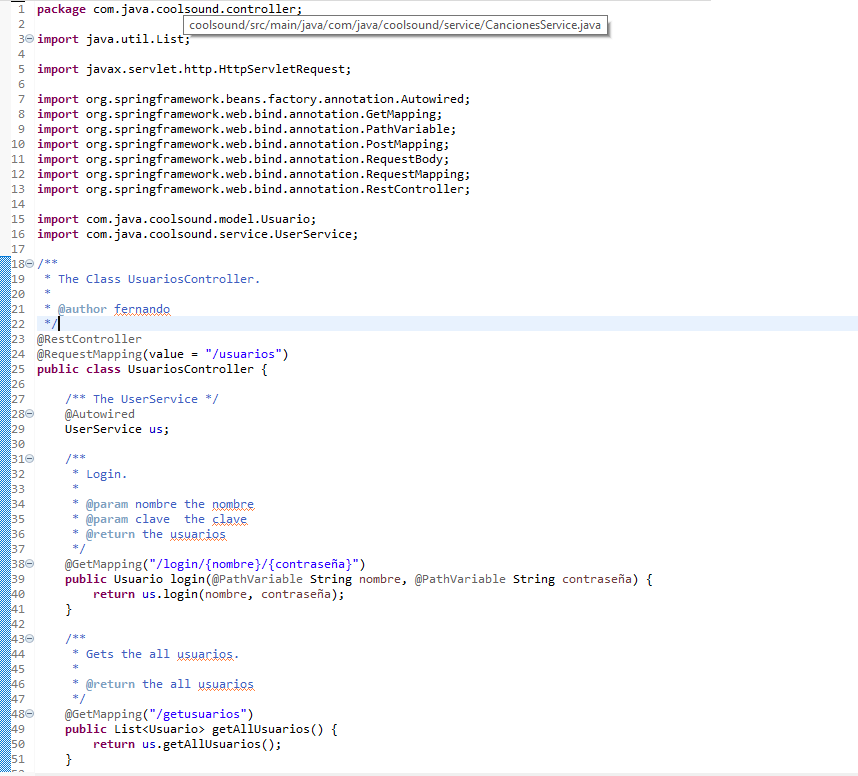 1 package com.java.coolsound.controller;
coolsound/src/main/java/com/java/coolsound/service/CancionesService.java
2
3 import java.util.List;
4
5 import javax.servlet.http.HttpServletRequest;
6
7 import org.springframework.beans.factory.annotation.Autowired;
8 import org.springframework.web.bind.annotation.GetMapping;
9 import org.springframework.web.bind.annotation.PathVariable;
10 import org.springframework.web.bind.annotation.PostMapping;
11 import org.springframework.web.bind.annotation.RequestBody;
12 import org.springframework.web.bind.annotation.RequestMapping;
13 import org.springframework.web.bind.annotation.RestController;
14
15 import com.java.coolsound.model.Usuario;
16 import com.java.coolsound.service.UserService;
17
18 /**
19  * The Class UsuariosController.
20  *
21  * @author fernando
22  */
23 @RestController
24 @RequestMapping(value = "/usuarios")
25 public class UsuariosController {
26
27     /** The UserService */
28     @Autowired
29     UserService us;
30
31     /**
32      * Login.
33      *
34      * @param nombre the nombre
35      * @param clave  the clave
36      * @return the usuarios
37      */
38     @GetMapping("/login/{nombre}/{contraseña}")
39     public Usuario login(@PathVariable String nombre, @PathVariable String contraseña) {
40         return us.login(nombre, contraseña);
41     }
42
43     /**
44      * Gets the all usuarios.
45      *
46      * @return the all usuarios
47      */
48     @GetMapping("/getusuarios")
49     public List<Usuario> getAllUsuarios() {
50         return us.getAllUsuarios();
51     }